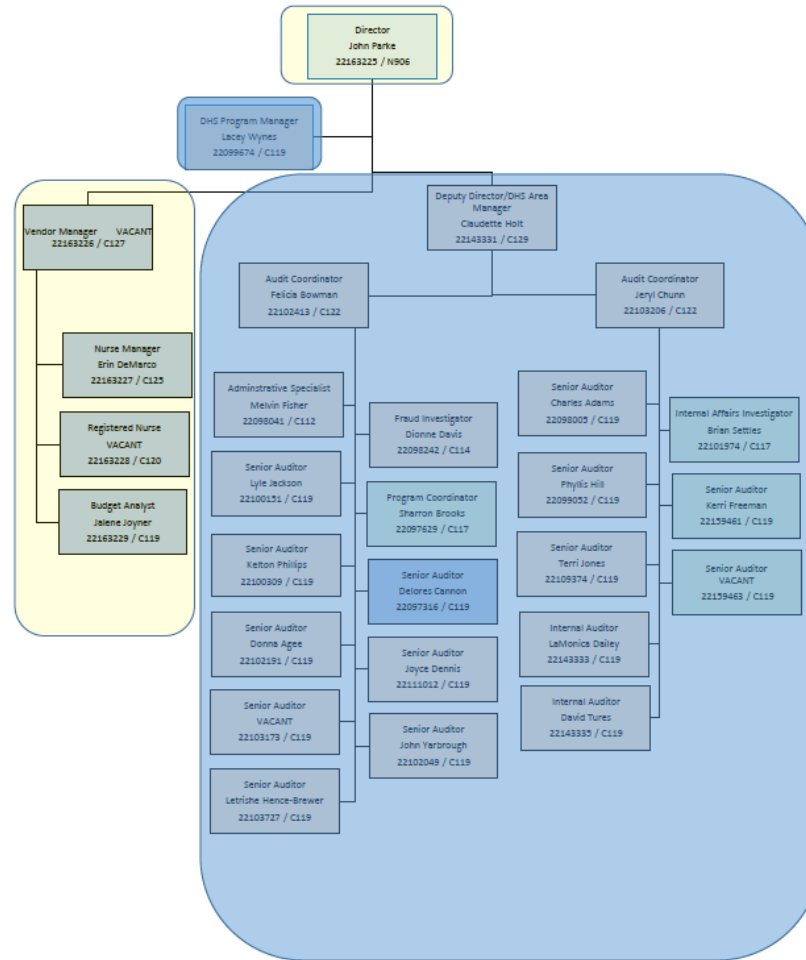 Director
John Parke
22163225 / N906
DHS Program Manager
Lacey Wynes
22099674 / C119
Vendor Manager VACANT
22163226 / C127
Nurse Manager
Erin DeMarco
22163227 / C125
Registered Nurse
VACANT
22163228 / C120
Budget Analyst
Jalene Joyner
22163229 / C119
Deputy Director/DHS Area
Manager
Claudette Holt
22143331 / C129
Audit Coordinator
Felicia Bowman
22102413 / C122
Adminstrative Specialist
Melvin Fisher
22098041 / C112
Fraud Investigator
Dionne Davis
22098242 / C114
Senior Auditor
Lyle Jackson
22100151 / C119
Program Coordinator
Sharron Brooks
22097629 / C117
Senior Auditor
Kelton Phillips
22100309 / C119
Senior Auditor
Delores Cannon
22097316 / C119
Senior Auditor
Donna Agee
22102191 / C119
Senior Auditor
Joyce Dennis
22111012 / C119
Senior Auditor
VACANT
22103173 / C119
Senior Auditor
John Yarbrough
22102049 / C119
Senior Auditor
Letrishe Hence-Brewer
22103727 / C119
Audit Coordinator
Jeryl Chunn
22103206 / C122
Senior Auditor
Charles Adams
22098005 / C119
Internal Affairs Investigator
Brian Settles
22101974 / C117
Senior Auditor
Phyllis Hill
22099052 / C119
Senior Auditor
Kerri Freeman
22159461 / C119
Senior Auditor
Terri Jones
22109374 / C119
Senior Auditor
VACANT
22159463 / C119
Internal Auditor
LaMonica Dailey
22143333 / C119
Internal Auditor
David Tures
22143335 / C119